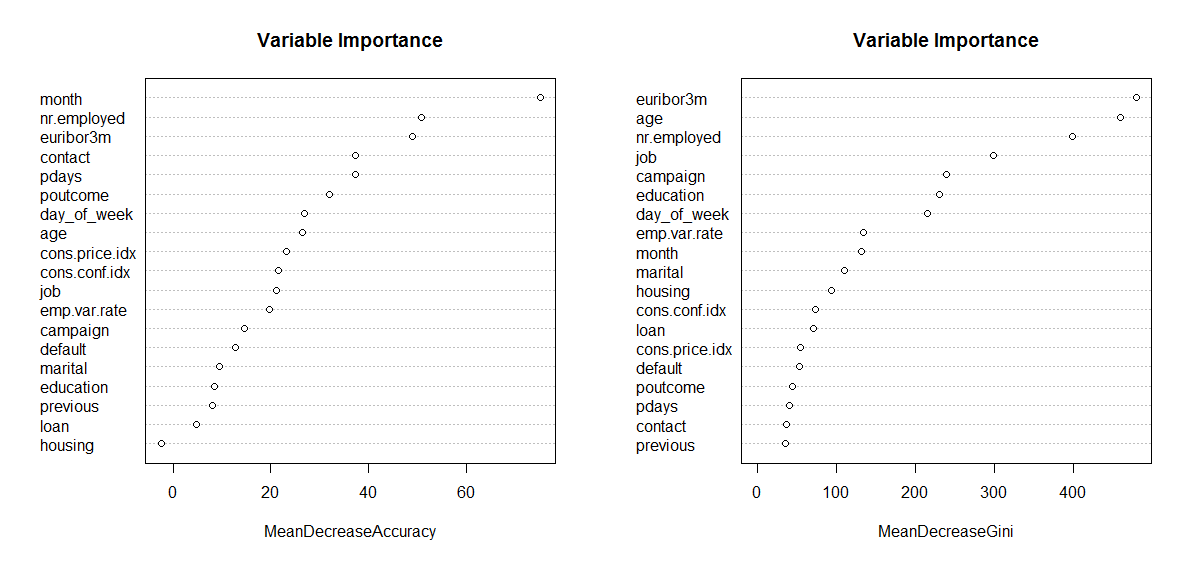 Variable Importance
month
nr.employed
euribor3m
contact
pdays
poutcome
day_of_week
age
cons.price.idx
cons.conf.idx
job
emp.var.rate
campaign
default
marital
education
previous
loan
housing
0 20 40 60
MeanDecreaseAccuracy
Variable Importance
euribor3m
age
nr.employed
job
campaign
education
day_of_week
emp.var.rate
month
marital
housing
cons.conf.idx
loan
cons.price.idx
default
poutcome
pdays
contact
previous
0 100 200 300 400
MeanDecreaseGini